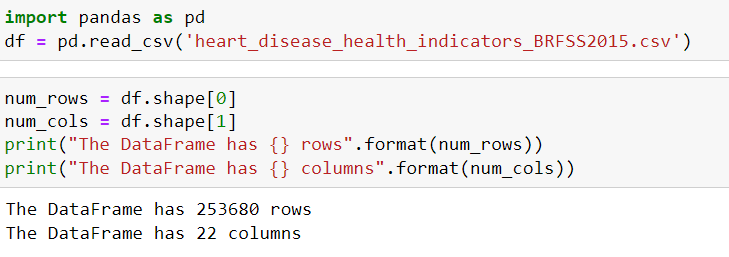 import pandas as pd
df = pd.read_csv('heart_disease_health_indicators_BRFSS2015.csv')
num_rows = df.shape[0]
num_cols = df.shape[1]
print("The DataFrame has {} rows".format(num_rows))
print("The DataFrame has {} columns".format(num_cols))
The DataFrame has 253680 rows
The DataFrame has 22 columns